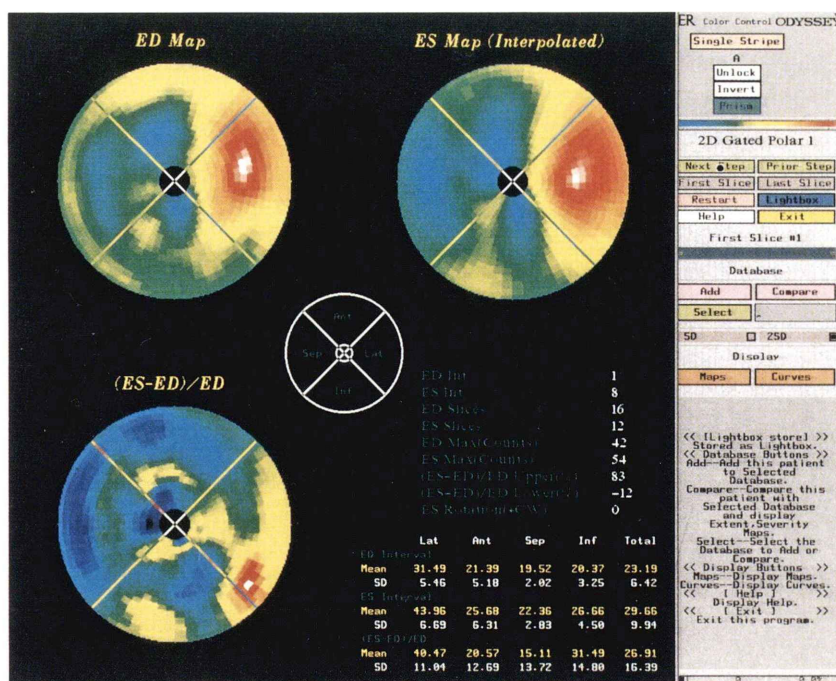 ED Map
ES Map (Interpolated)
(ES-ED)/ED
Ant
Sep
Lat
Inf
ED Int 1
ES Int 8
ED Slices 16
ES Slices 12
ED Max(Counts) 42
ES Max(Counts) 54
(ES-ED)/ED Upper(%) 83
(ES-ED)/ED Lower(%) -12
ES Rotation(+CW) 0
Lat Ant Sep Inf Total
ED Interval
Mean 31.49 21.39 19.52 20.37 23.19
SD 5.46 5.18 2.02 3.25 6.42
ES Interval
Mean 43.96 25.68 22.36 26.66 29.66
SD 6.69 6.31 2.83 4.50 9.94
(ES-ED)/ED
Mean 40.47 20.57 15.11 31.49 26.91
SD 11.04 12.69 13.72 14.80 16.39
ER Color Control ODYSSEY
Single Stripe
A
Unlock
Invert
Prism
2D Gated Polar 1
Next Step Prior Step
First Slice Last Slice
Restart Lightbox
Help Exit
First Slice #1
Database
Add Compare
Select
SD 2SD
Display
Maps Curves
<< [Lightbox store] >>
Stored as Lightbox.
<< Database Buttons >>
Add--Add this patient
to Selected
Database.
Compare--Compare this
patient with
Selected Database
and display
Extent,Severity
Maps.
Select--Select the
Database to Add or
Compare.
<< Display Buttons >>
Maps--Display Maps.
Curves--Display Curves.
<< [ Help ] >>
Display Help.
<< [ Exit ] >>
Exit this program.
0